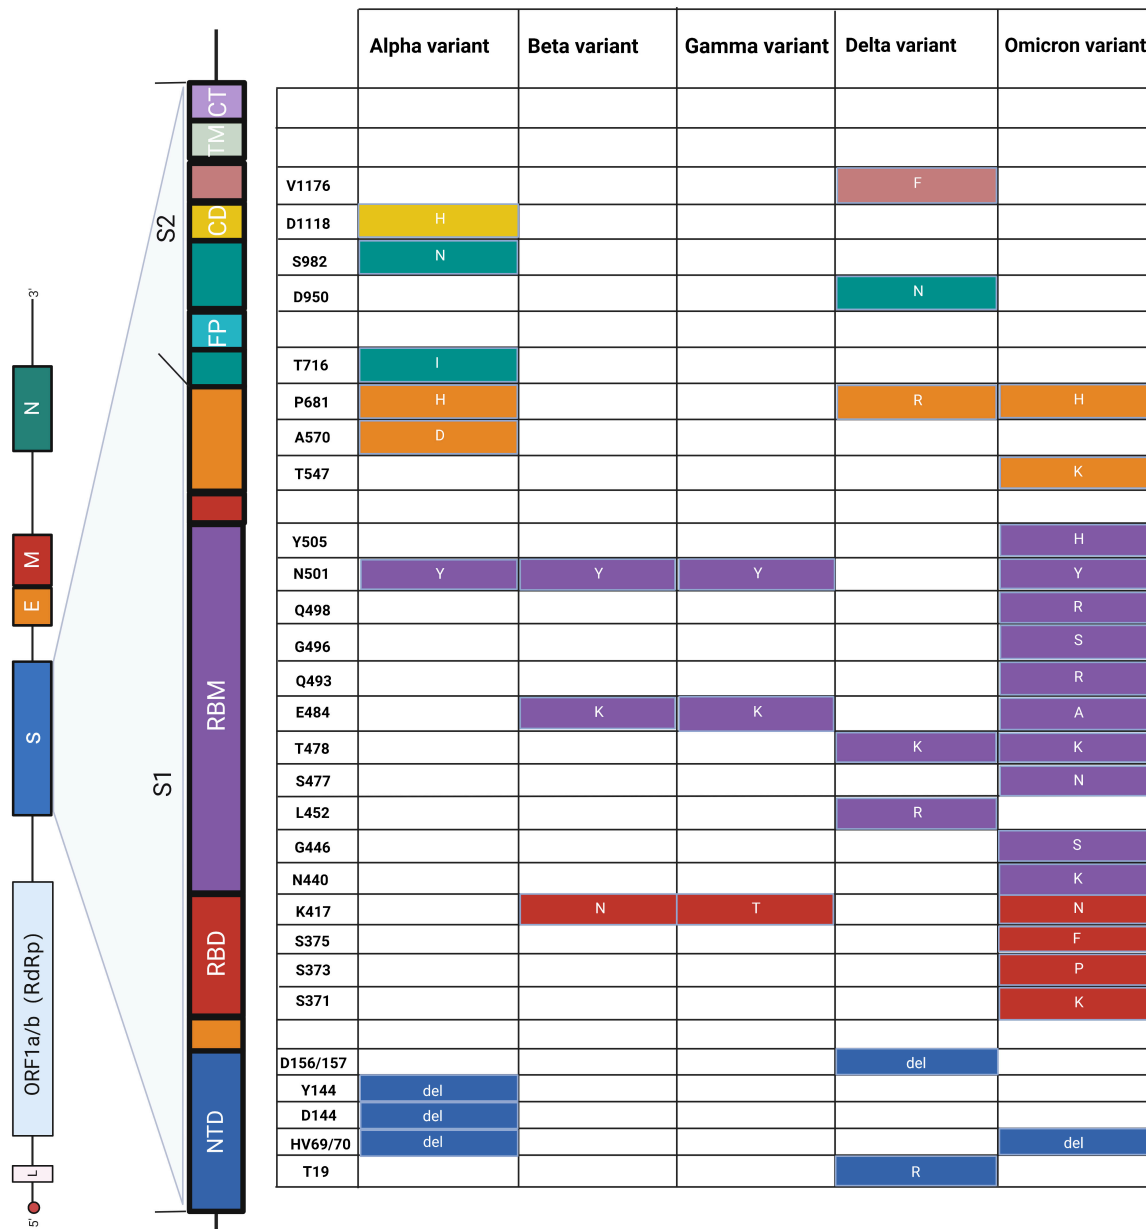 Alpha variant Beta variant Gamma variant Delta variant Omicron variant
V1176 F
D1118 H
S982 N
D950 N
T716 I
P681 H R H
A570 D
T547 K
Y505 H
N501 Y Y Y Y
Q498 R
G496 S
Q493 R
E484 K K A
T478 K K
S477 N
L452 R
G446 S
N440 K
K417 N T N
S375 F
S373 P
S371 K
D156/157 del
Y144 del
D144 del
HV69/70 del del
T19 R
CT
TM
CD
FP
RBM
RBD
NTD
S2
S1
3'
N
M
E
S
ORF1a/b (RdRp)
L
5'